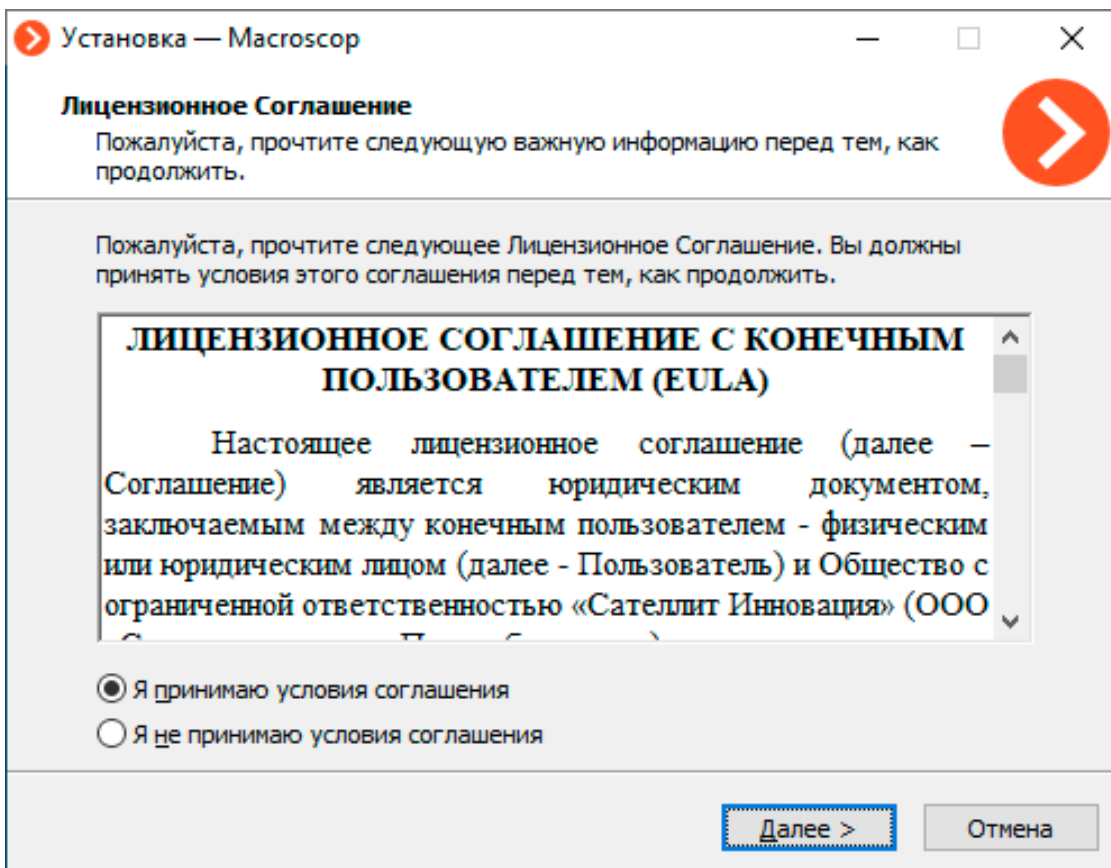 Установка — Macroscop
Лицензионное Соглашение
Пожалуйста, прочтите следующую важную информацию перед тем, как
продолжить.
Пожалуйста, прочтите следующее Лицензионное Соглашение. Вы должны
принять условия этого соглашения перед тем, как продолжить.
ЛИЦЕНЗИОННОЕ СОГЛАШЕНИЕ С КОНЕЧНЫМ
ПОЛЬЗОВАТЕЛЕМ (EULA)
Настоящее лицензионное соглашение (далее –
Соглашение) является юридическим документом,
заключаемым между конечным пользователем - физическим
или юридическим лицом (далее - Пользователь) и Общество с
ограниченной ответственностью «Сателлит Инновация» (ООО
Я принимаю условия соглашения
Я не принимаю условия соглашения
Далее >
Отмена